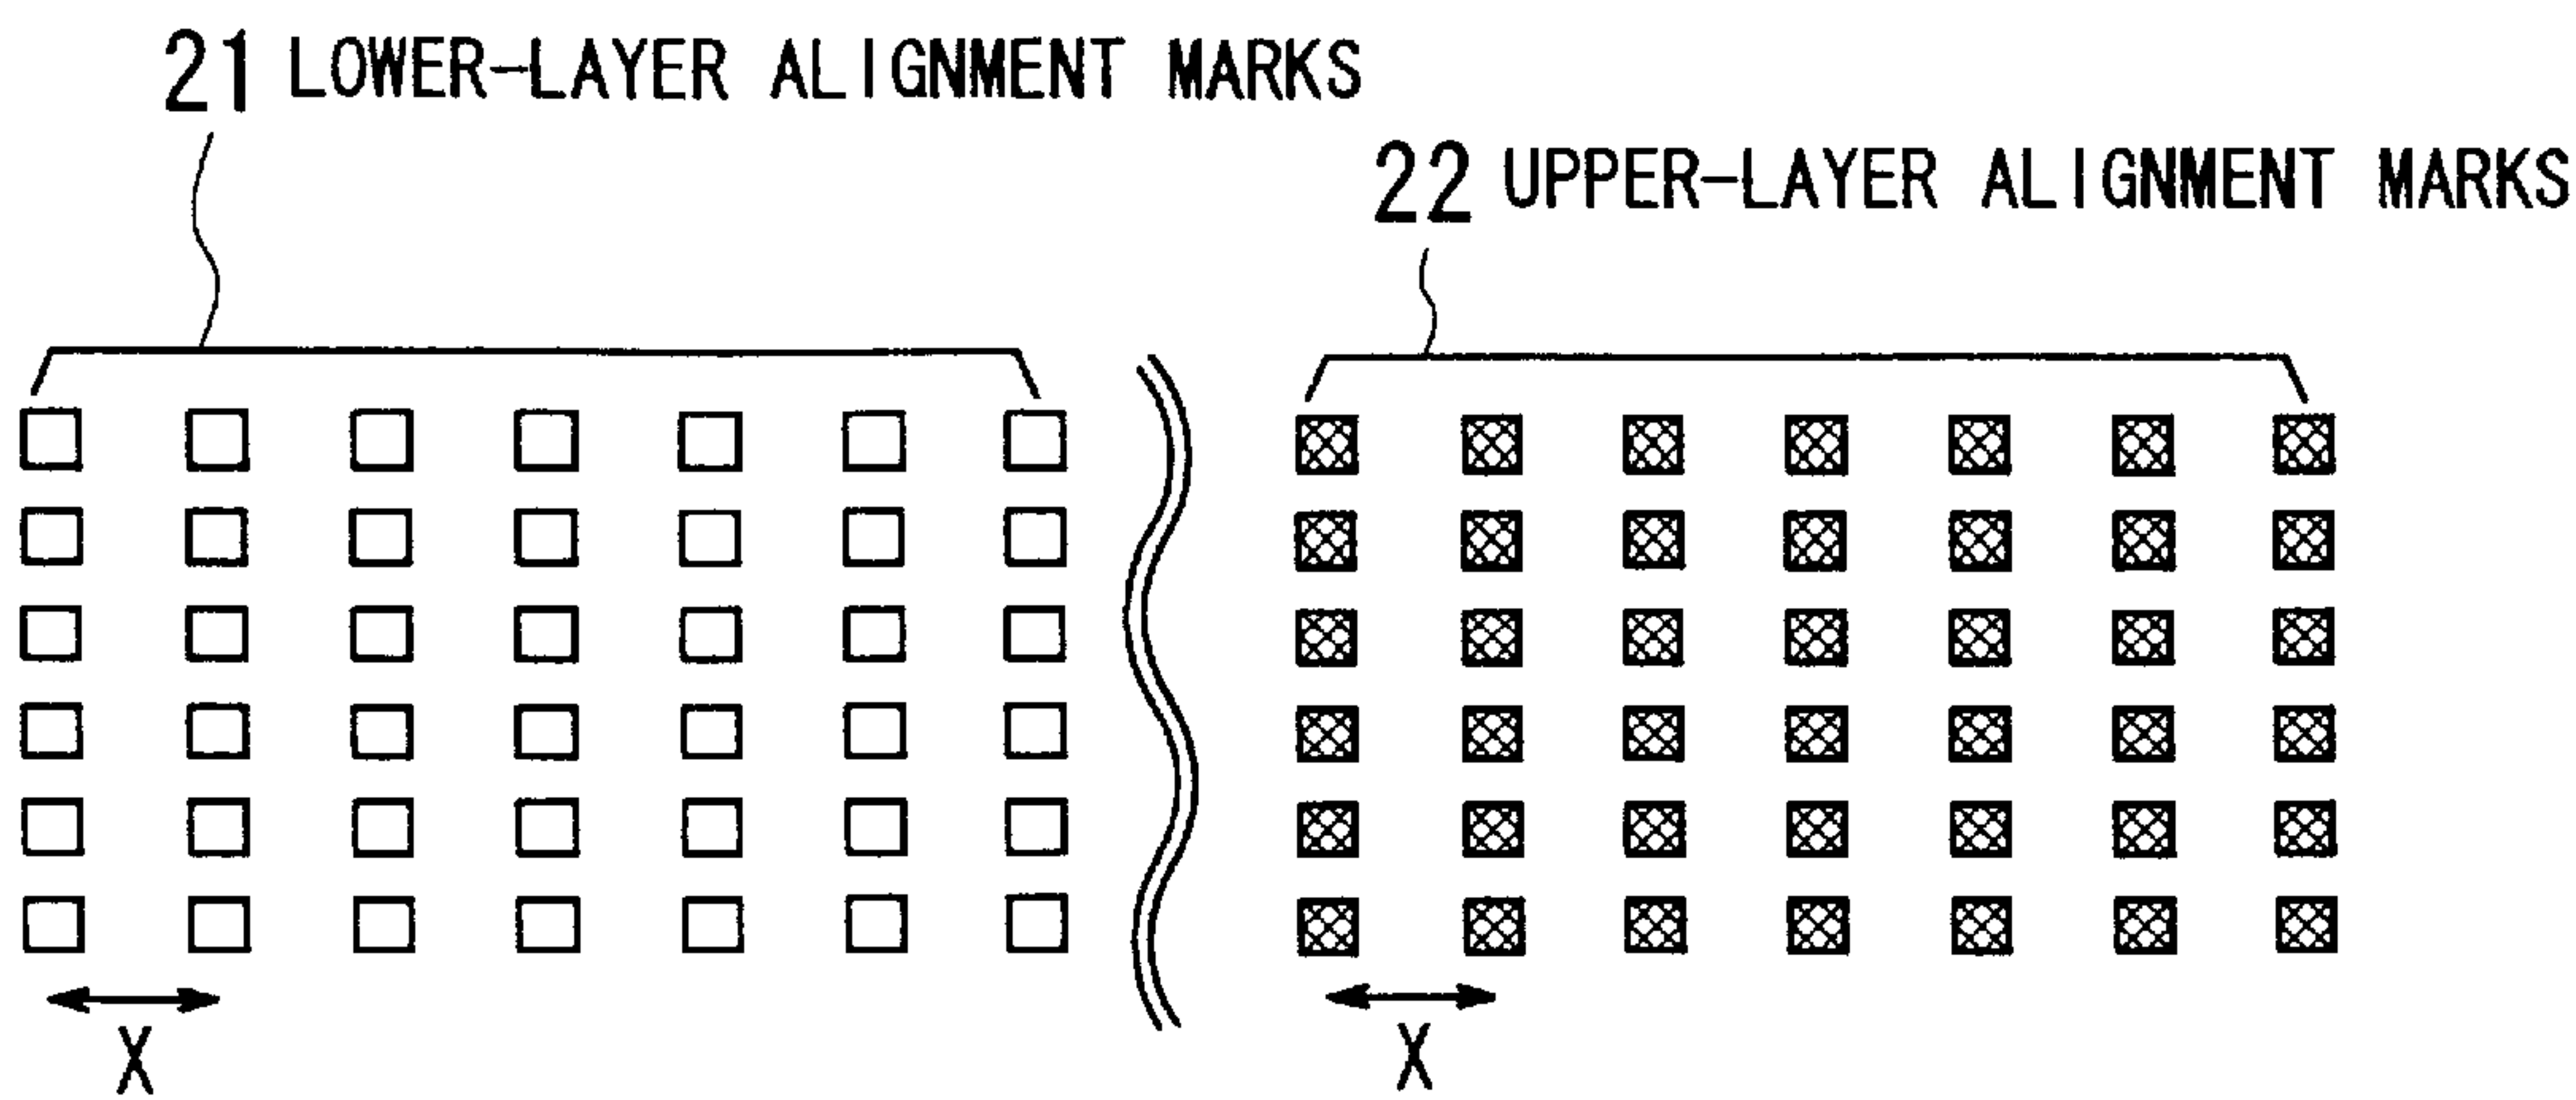 21 LOWER-LAYER ALIGNMENT MARKS
22 UPPER-LAYER ALIGNMENT MARKS
X
X